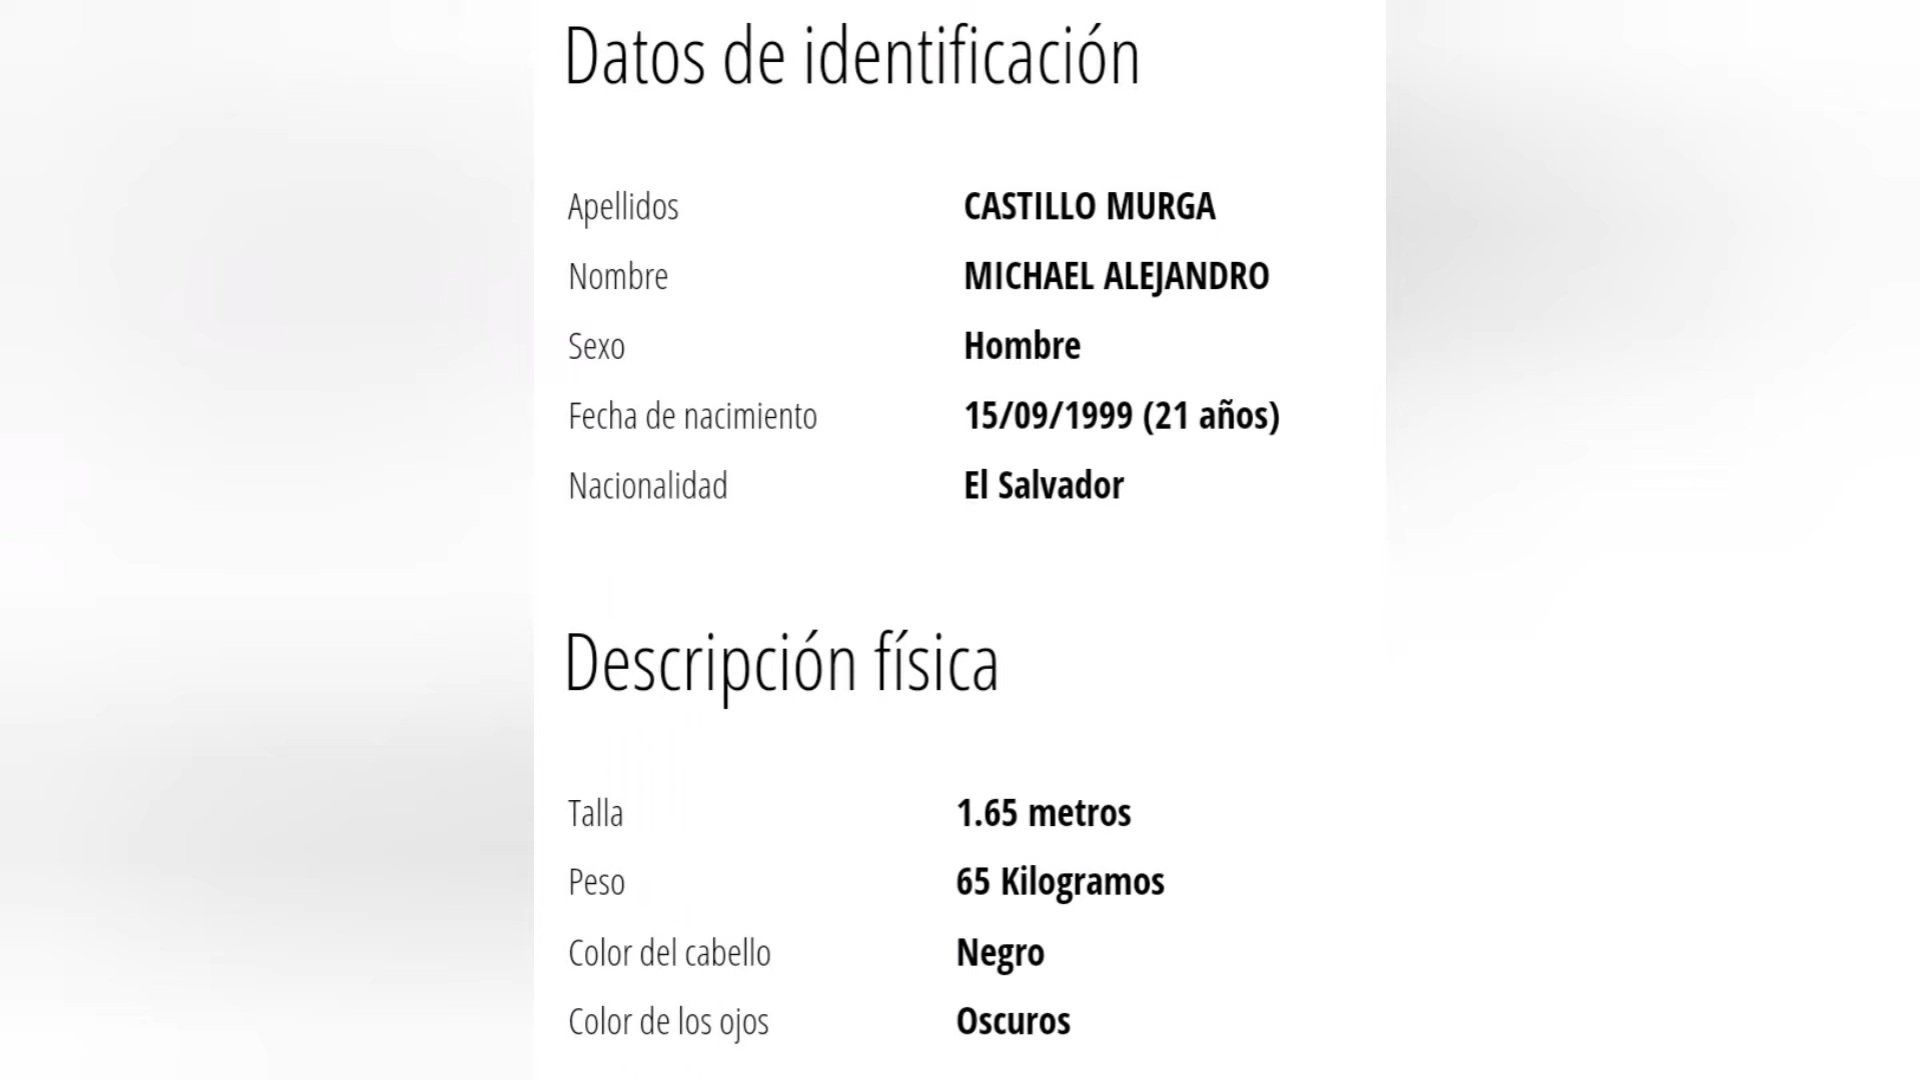 Datos de identificación
Apellidos CASTILLO MURGA
Nombre MICHAEL ALEJANDRO
Sexo Hombre
Fecha de nacimiento 15/09/1999 (21 años)
Nacionalidad El Salvador
Descripción física
Talla 1.65 metros
Peso 65 Kilogramos
Color del cabello Negro
Color de los ojos Oscuros